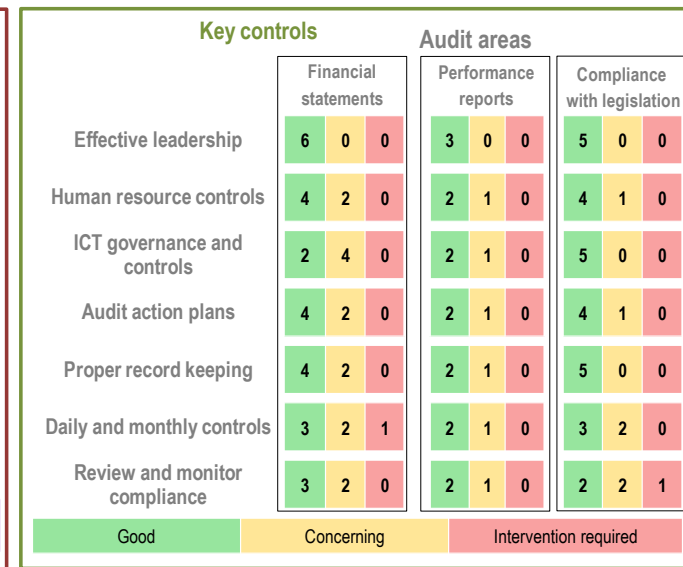 Key controls
Audit areas
Financial statements
Performance reports
Compliance with legislation
Effective leadership 6 0 0 3 0 0 5 0 0
Human resource controls 4 2 0 2 1 0 4 1 0
ICT governance and controls 2 4 0 2 1 0 5 0 0
Audit action plans 4 2 0 2 1 0 4 1 0
Proper record keeping 4 2 0 2 1 0 5 0 0
Daily and monthly controls 3 2 1 2 1 0 3 2 0
Review and monitor compliance 3 2 0 2 1 0 2 2 1
Good Concerning Intervention required